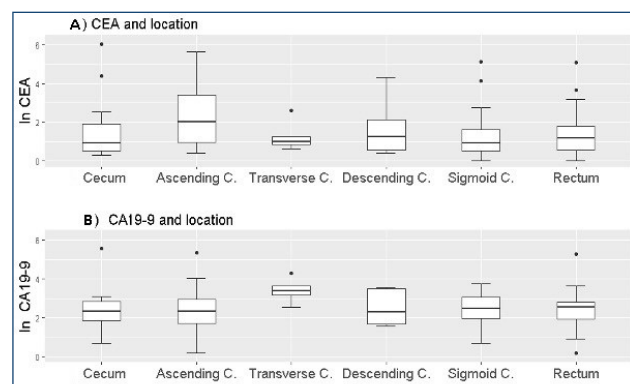 A) CEA and location
ln CEA
6
4
2
0
Cecum Ascending C. Transverse C. Descending C. Sigmoid C. Rectum
B) CA19-9 and location
ln CA19-9
6
4
2
0
Cecum Ascending C. Transverse C. Descending C. Sigmoid C. Rectum